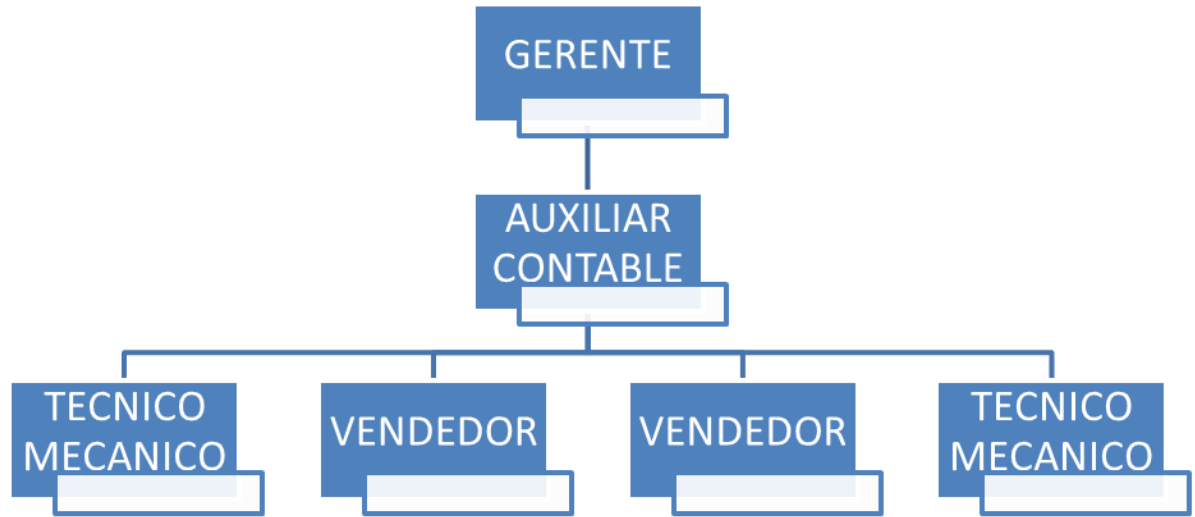 GERENTE
AUXILIAR
CONTABLE
TECNICO
MECANICO
VENDEDOR
VENDEDOR
TECNICO
MECANICO